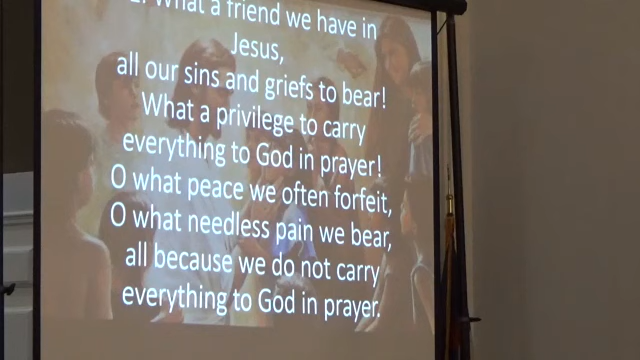 What a friend we have in
Jesus,
all our sins and griefs to bear!
What a privilege to carry
everything to God in prayer!
O what peace we often forfeit,
O what needless pain we bear,
all because we do not carry
everything to God in prayer.